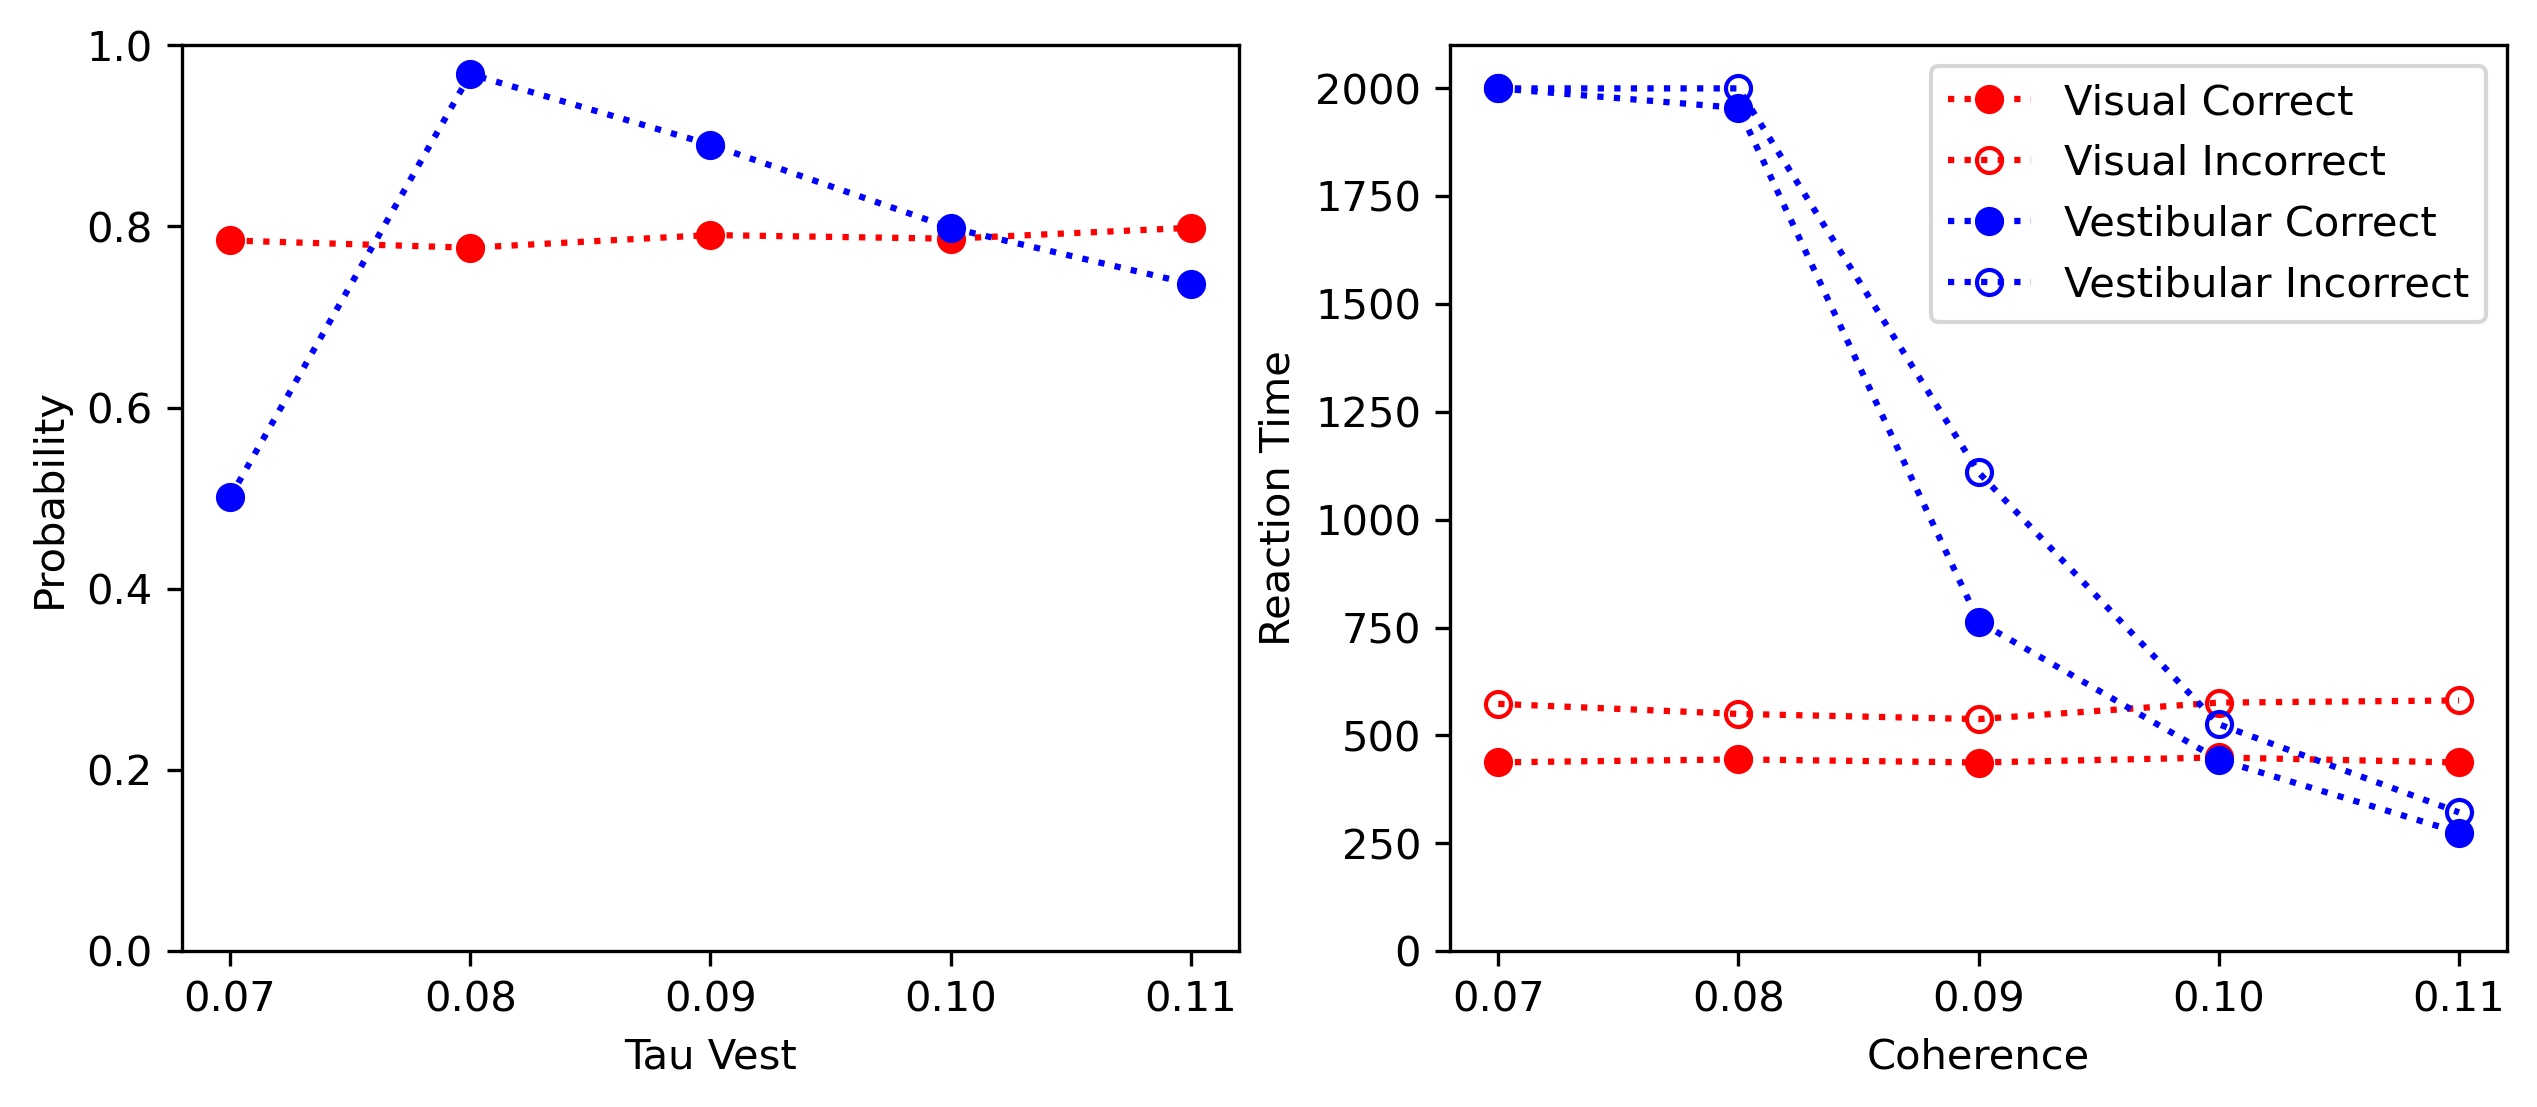 1.0
0.8
0.6
0.4
0.2
0.0
Probability
0.07 0.08 0.09 0.10 0.11
Tau Vest
2000
1750
1500
1250
1000
750
500
250
0
Reaction Time
0.07 0.08 0.09 0.10 0.11
Coherence
Visual Correct
Visual Incorrect
Vestibular Correct
Vestibular Incorrect